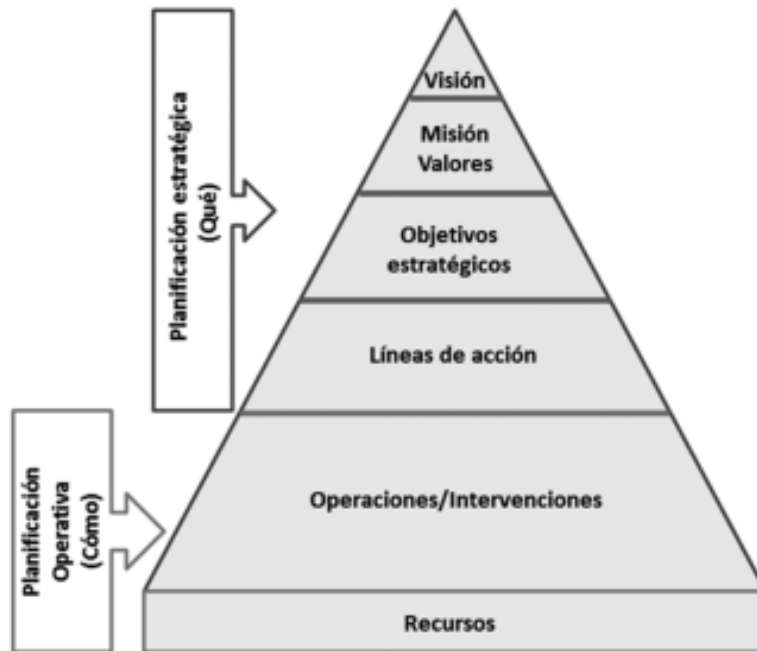 Planificación estratégica
(Qué)
Planificación
Operativa
(Cómo)
Visión
Misión
Valores
Objetivos
estratégicos
Líneas de acción
Operaciones/Intervenciones
Recursos